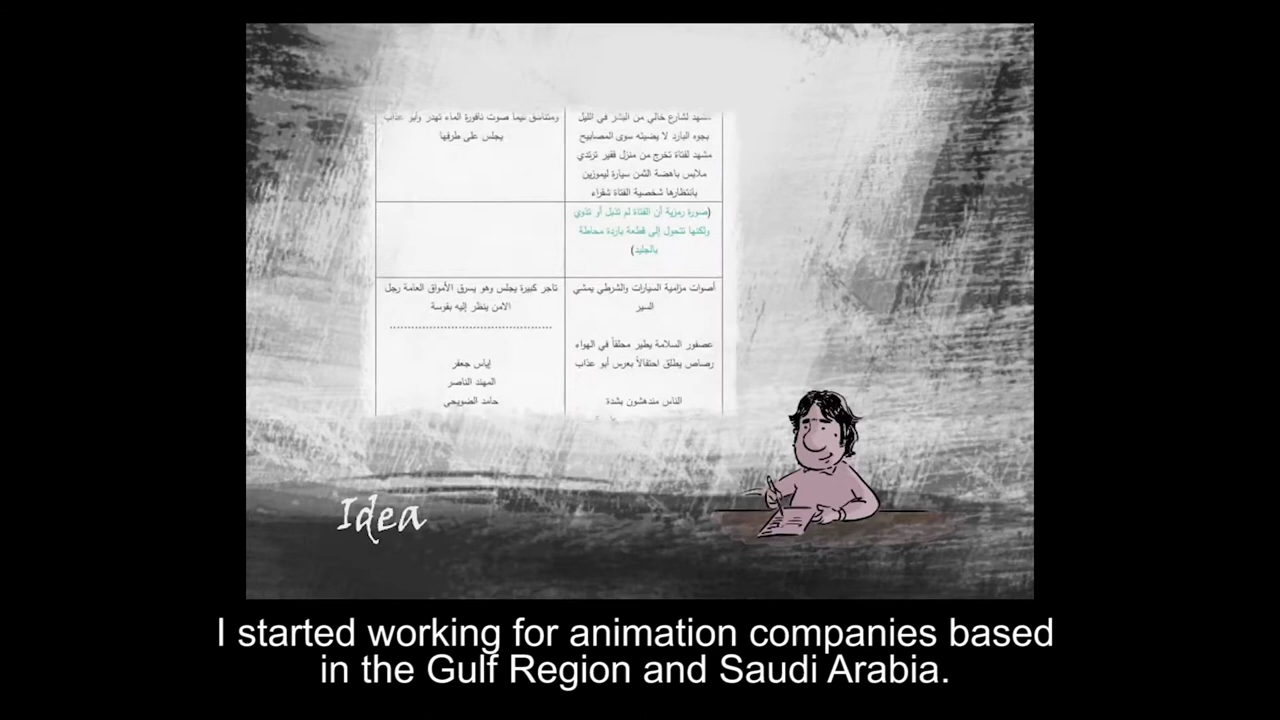 مشهد لشارع خالي من البشر في الليل
بجوه البارد لا يضيئه سوى المصابيح
مشهد لفتاة تخرج من منزل فقير ترتدي
ملابس باهضة الثمن سيارة ليموزين
بانتظارها شخصية الفتاة شقراء
ومتناسق فيما صوت نافورة الماء تهدر وأبو عذاب
يجلس على طرفها
(صورة رمزية أن الفتاة لم تذبل أو تذوي
ولكنها تتحول إلى قطعة باردة محاطة
بالجليد)
أصوات مزامية السيارات والشرطي يمشي
السير
عصفور السلامة يطير محلقاً في الهواء
رصاص يطلق احتفالاً بعرس أبو عذاب
الناس مندهشون بشدة
تاجر كبيرة يجلس وهو يسرق الأمواق العامة رجل
الامن ينظر إليه بقوسة
إياس جعفر
المهند الناصر
حامد الضويحي
Idea
I started working for animation companies based
in the Gulf Region and Saudi Arabia.